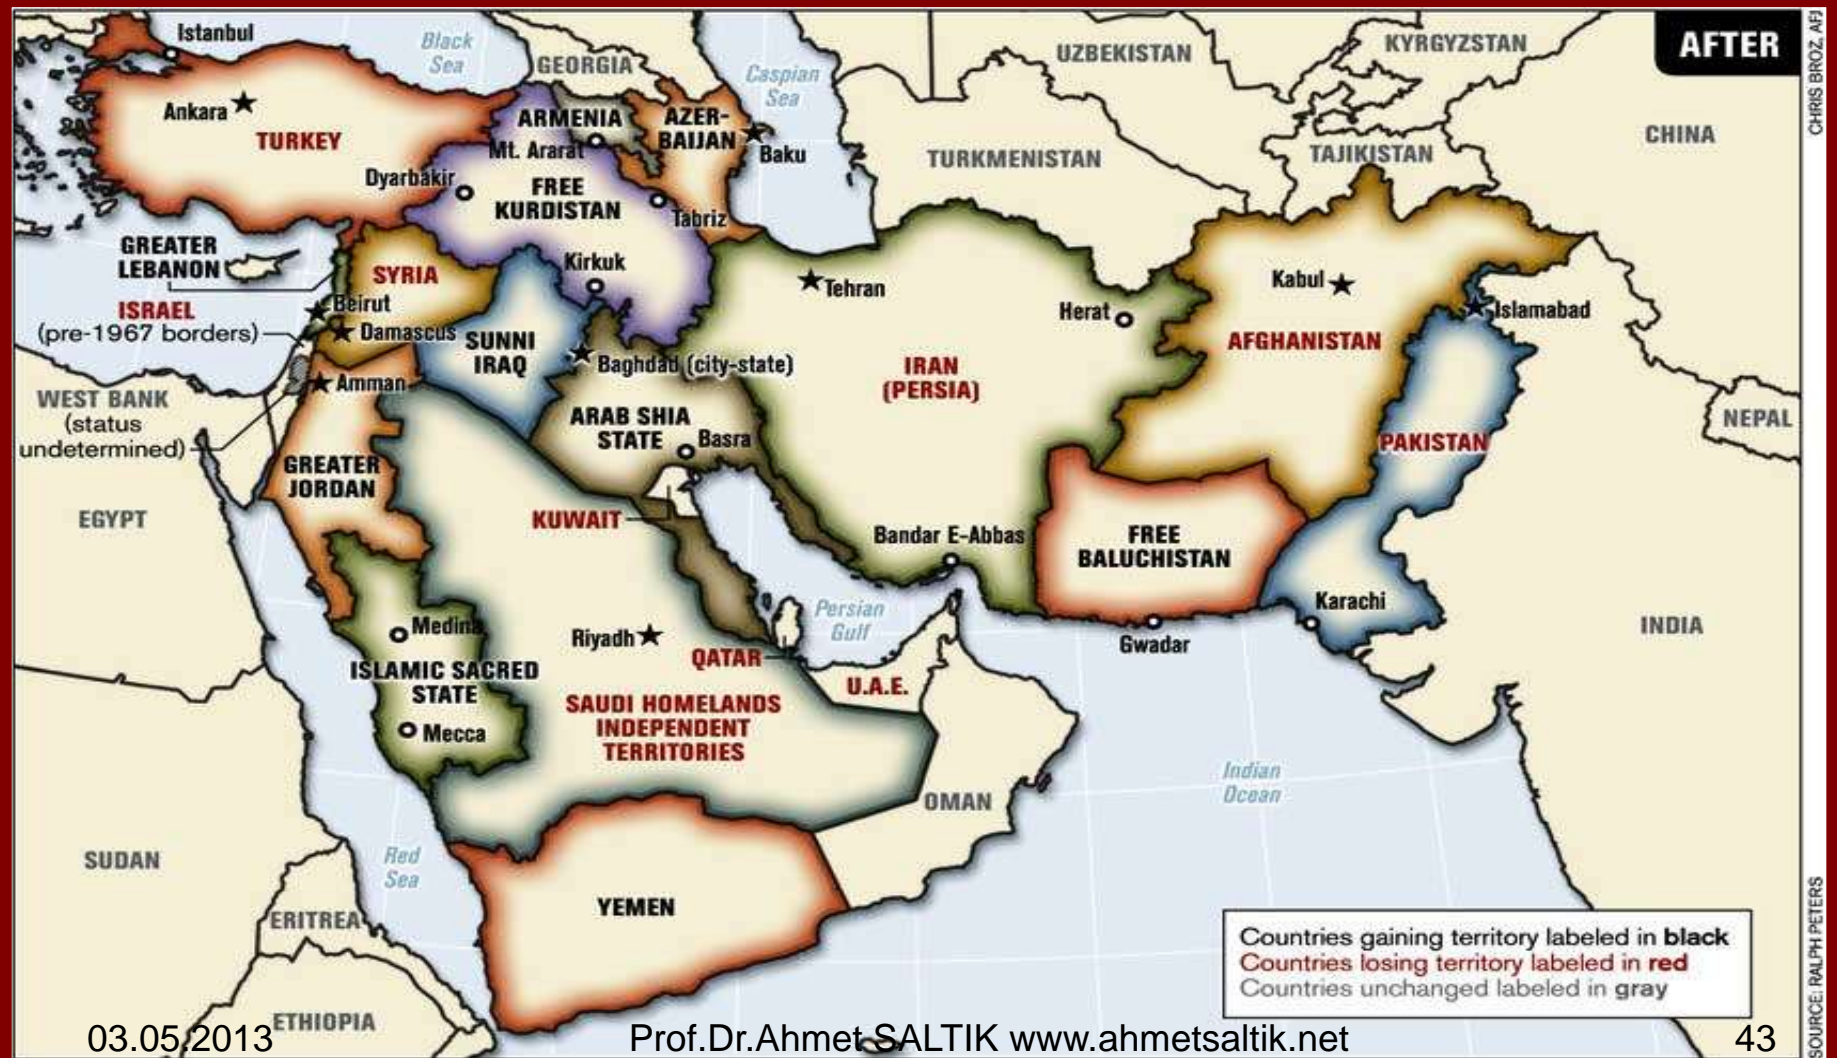 AFTER
CHRIS BROZ, AFJ
Istanbul
Black
Sea
GEORGIA
Caspian
Sea
UZBEKISTAN
KYRGYZSTAN
Ankara
TURKEY
ARMENIA
Mt. Ararat
AZER-
BAIJAN
Baku
TURKMENISTAN
TAJIKISTAN
CHINA
Dyarbakir
FREE
KURDISTAN
Tabriz
GREATER
LEBANON
SYRIA
Kirkuk
Tehran
Herat
Kabul
Islamabad
ISRAEL
(pre-1967 borders)
Beirut
Damascus
SUNNI
IRAQ
Baghdad (city-state)
IRAN
(PERSIA)
AFGHANISTAN
WEST BANK
(status
undetermined)
Amman
ARAB SHIA
STATE
Basra
PAKISTAN
NEPAL
GREATER
JORDAN
EGYPT
KUWAIT
Bandar E-Abbas
FREE
BALUCHISTAN
Karachi
Medina
Riyadh
Persian
Gulf
QATAR
Gwadar
INDIA
ISLAMIC SACRED
STATE
Mecca
SAUDI HOMELANDS
INDEPENDENT
TERRITORIES
U.A.E.
OMAN
Indian
Ocean
SUDAN
Red
Sea
YEMEN
ERITREA
ETHIOPIA
Countries gaining territory labeled in black
Countries losing territory labeled in red
Countries unchanged labeled in gray
SOURCE: RALPH PETERS
03.05.2013
Prof.Dr.Ahmet SALTIK www.ahmetsaltik.net
43